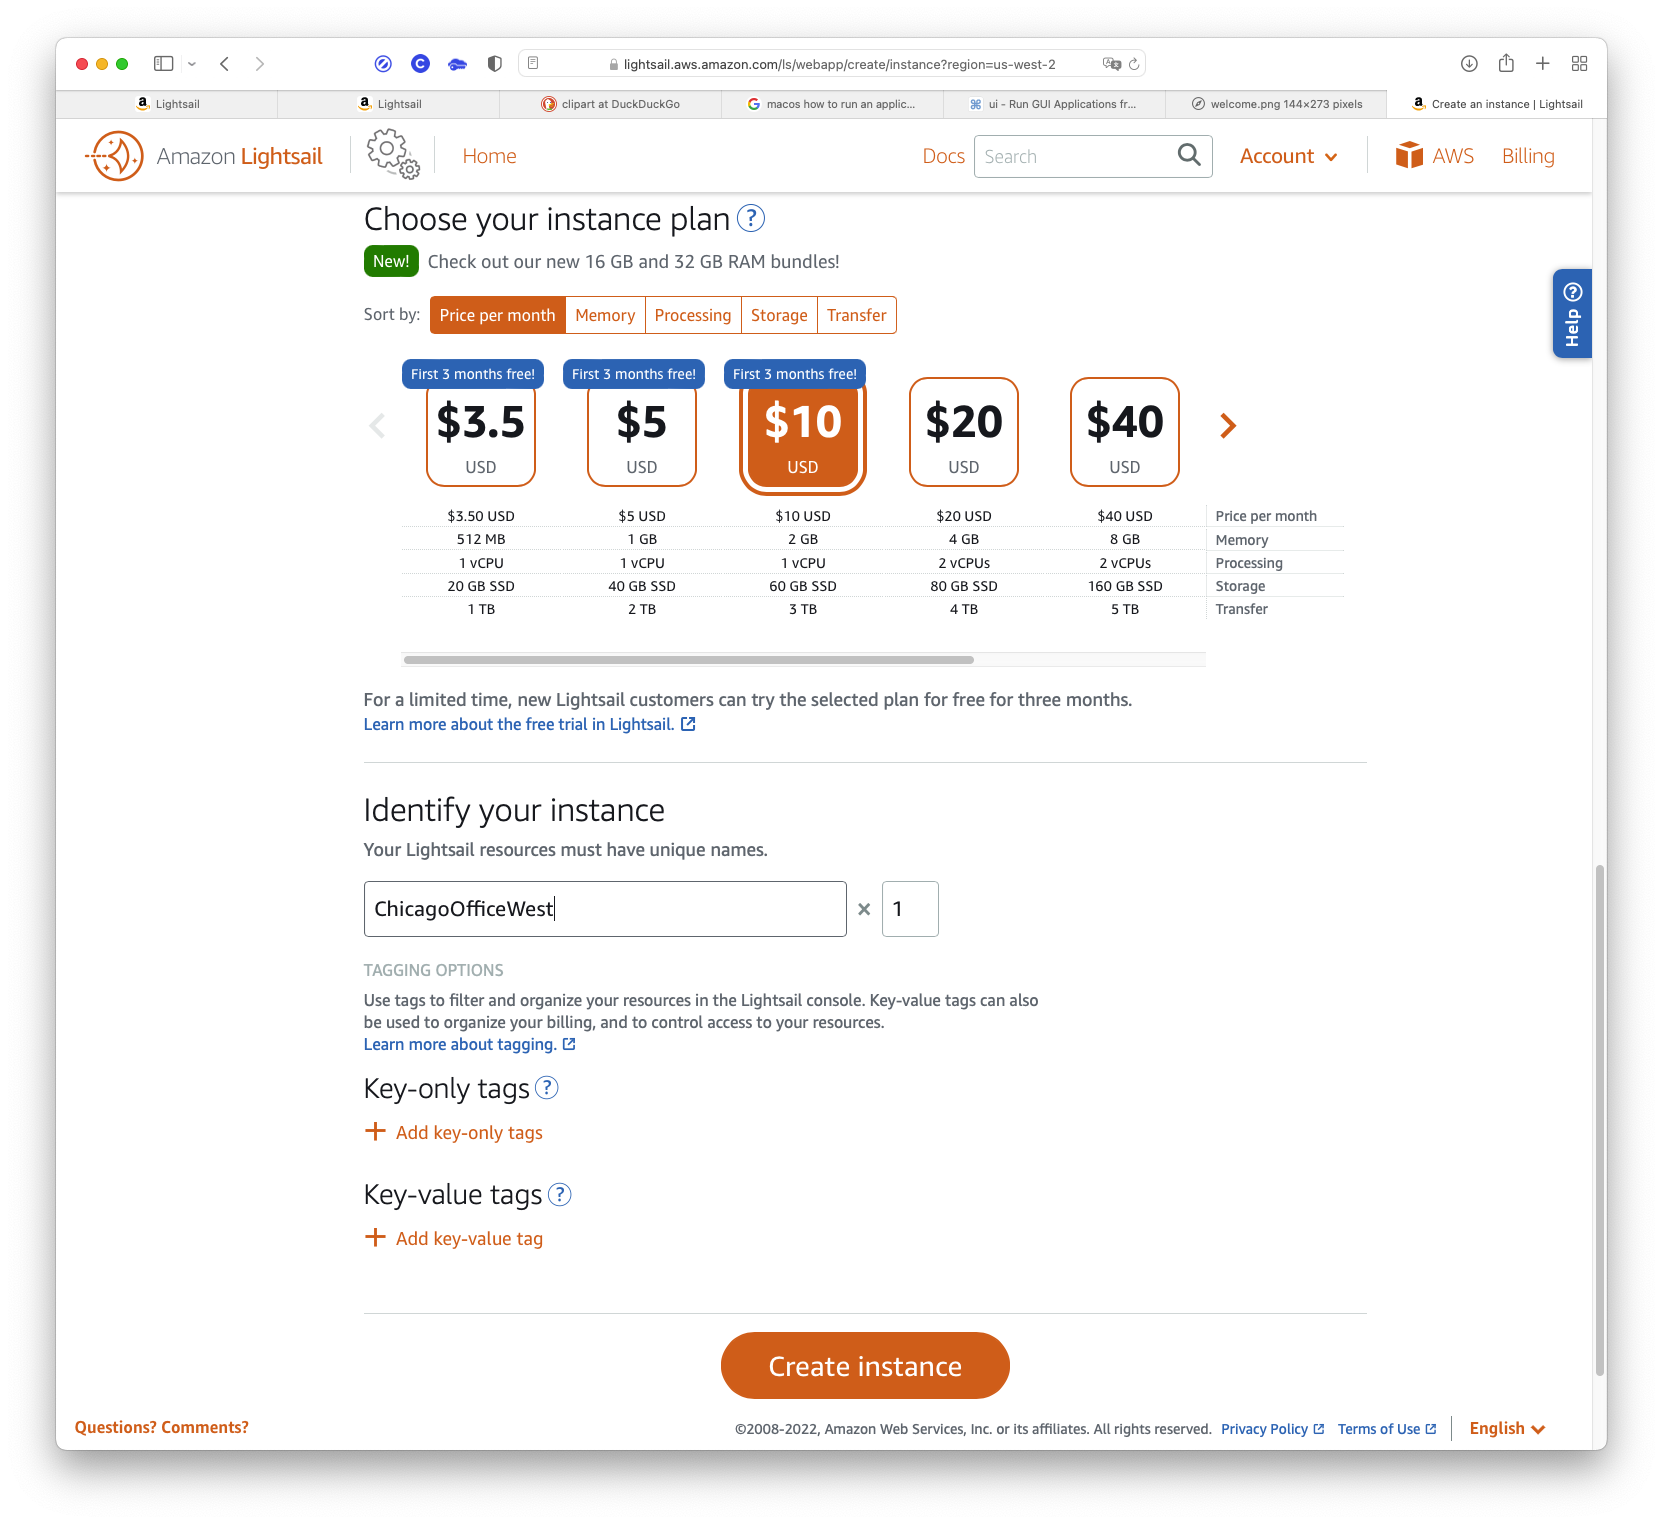 lightsail.aws.amazon.com/ls/webapp/create/instance?region=us-west-2
Lightsail
Lightsail
clipart at DuckDuckGo
macos how to run an applic...
ui - Run GUI Applications fr...
welcome.png 144×273 pixels
Create an instance | Lightsail
Amazon Lightsail
Home
Docs
Search
Account
AWS
Billing
Choose your instance plan ?
New! Check out our new 16 GB and 32 GB RAM bundles!
Sort by: Price per month Memory Processing Storage Transfer
Help ?
First 3 months free! First 3 months free! First 3 months free!
$3.5 $5 $10 $20 $40
USD USD USD USD USD
$3.50 USD $5 USD $10 USD $20 USD $40 USD Price per month
512 MB 1 GB 2 GB 4 GB 8 GB Memory
1 vCPU 1 vCPU 1 vCPU 2 vCPUs 2 vCPUs Processing
20 GB SSD 40 GB SSD 60 GB SSD 80 GB SSD 160 GB SSD Storage
1 TB 2 TB 3 TB 4 TB 5 TB Transfer
For a limited time, new Lightsail customers can try the selected plan for free for three months.
Learn more about the free trial in Lightsail.
Identify your instance
Your Lightsail resources must have unique names.
ChicagoOfficeWest × 1
TAGGING OPTIONS
Use tags to filter and organize your resources in the Lightsail console. Key-value tags can also
be used to organize your billing, and to control access to your resources.
Learn more about tagging.
Key-only tags ?
+ Add key-only tags
Key-value tags ?
+ Add key-value tag
Create instance
Questions? Comments?
©2008-2022, Amazon Web Services, Inc. or its affiliates. All rights reserved. Privacy Policy Terms of Use English